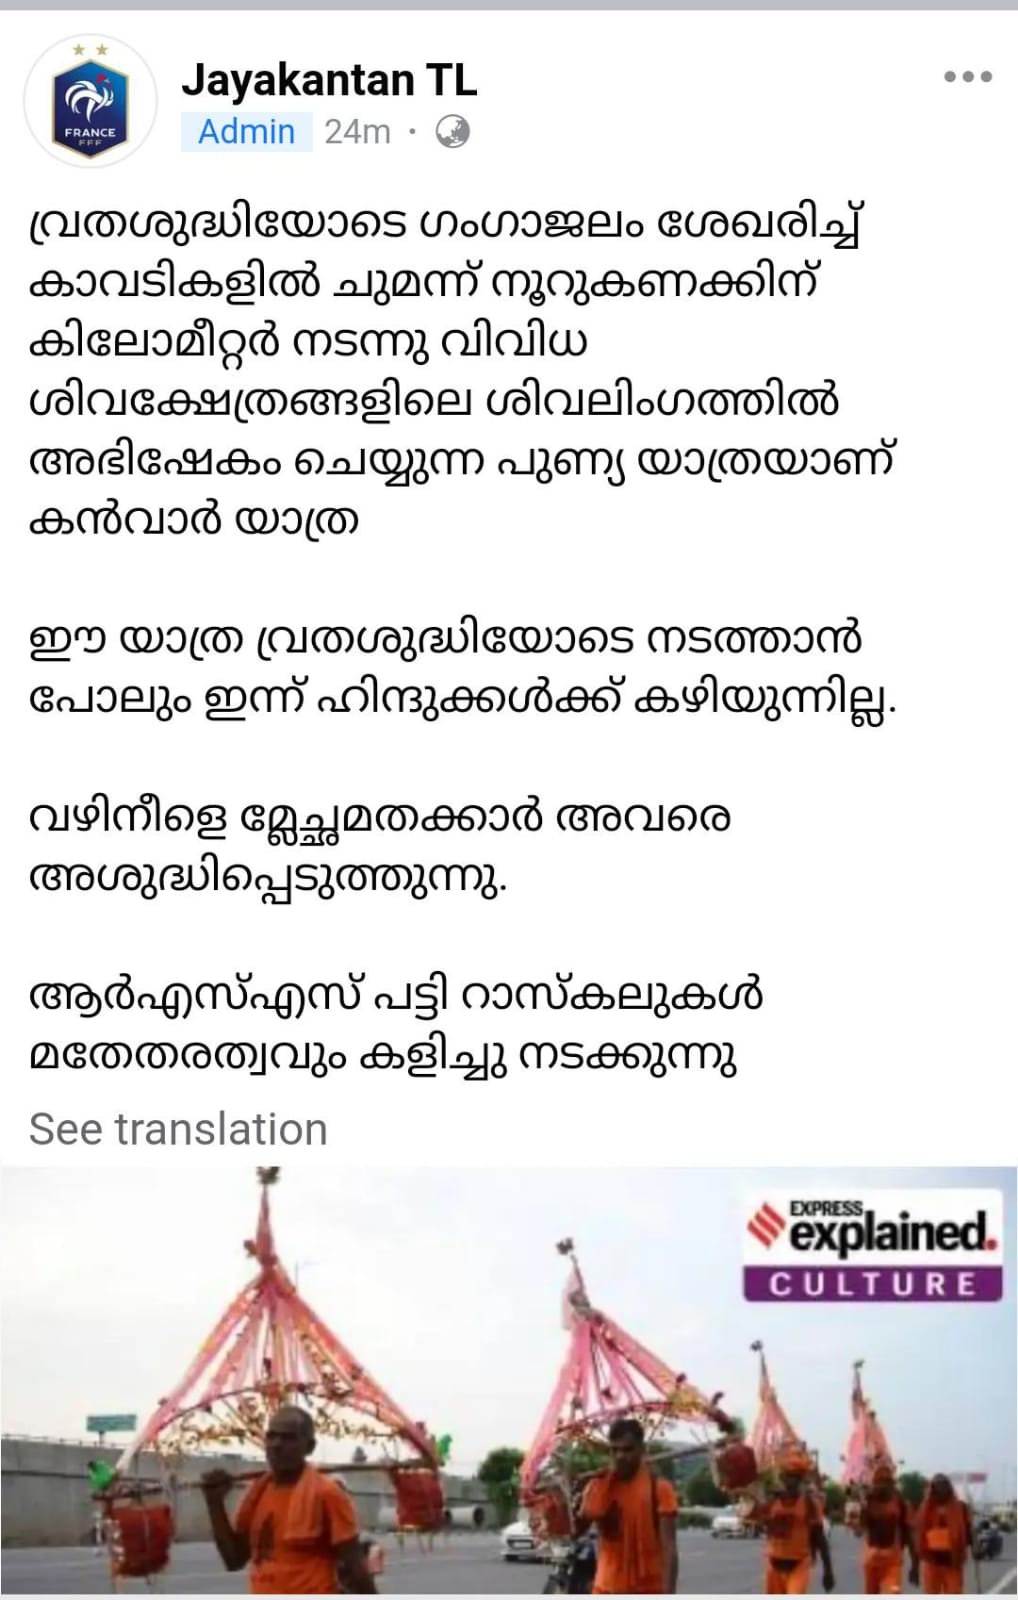 FRANCE
FFF
Jayakantan TL
Admin 24m ·
വ്രതശുദ്ധിയോടെ ഗംഗാജലം ശേഖരിച്ച്
കാവടികളിൽ ചുമന്ന് നൂറുകണക്കിന്
കിലോമീറ്റർ നടന്നു വിവിധ
ശിവക്ഷേത്രങ്ങളിലെ ശിവലിംഗത്തിൽ
അഭിഷേകം ചെയ്യുന്ന പുണ്യ യാത്രയാണ്
കൻവാർ യാത്ര
ഈ യാത്ര വ്രതശുദ്ധിയോടെ നടത്താൻ
പോലും ഇന്ന് ഹിന്ദുക്കൾക്ക് കഴിയുന്നില്ല.
വഴിനീളെ മ്ലേച്ഛമതക്കാർ അവരെ
അശുദ്ധിപ്പെടുത്തുന്നു.
ആർഎസ്എസ് പട്ടി റാസ്കലുകൾ
മതേതരത്വവും കളിച്ചു നടക്കുന്നു
See translation
EXPRESS
explained.
CULTURE